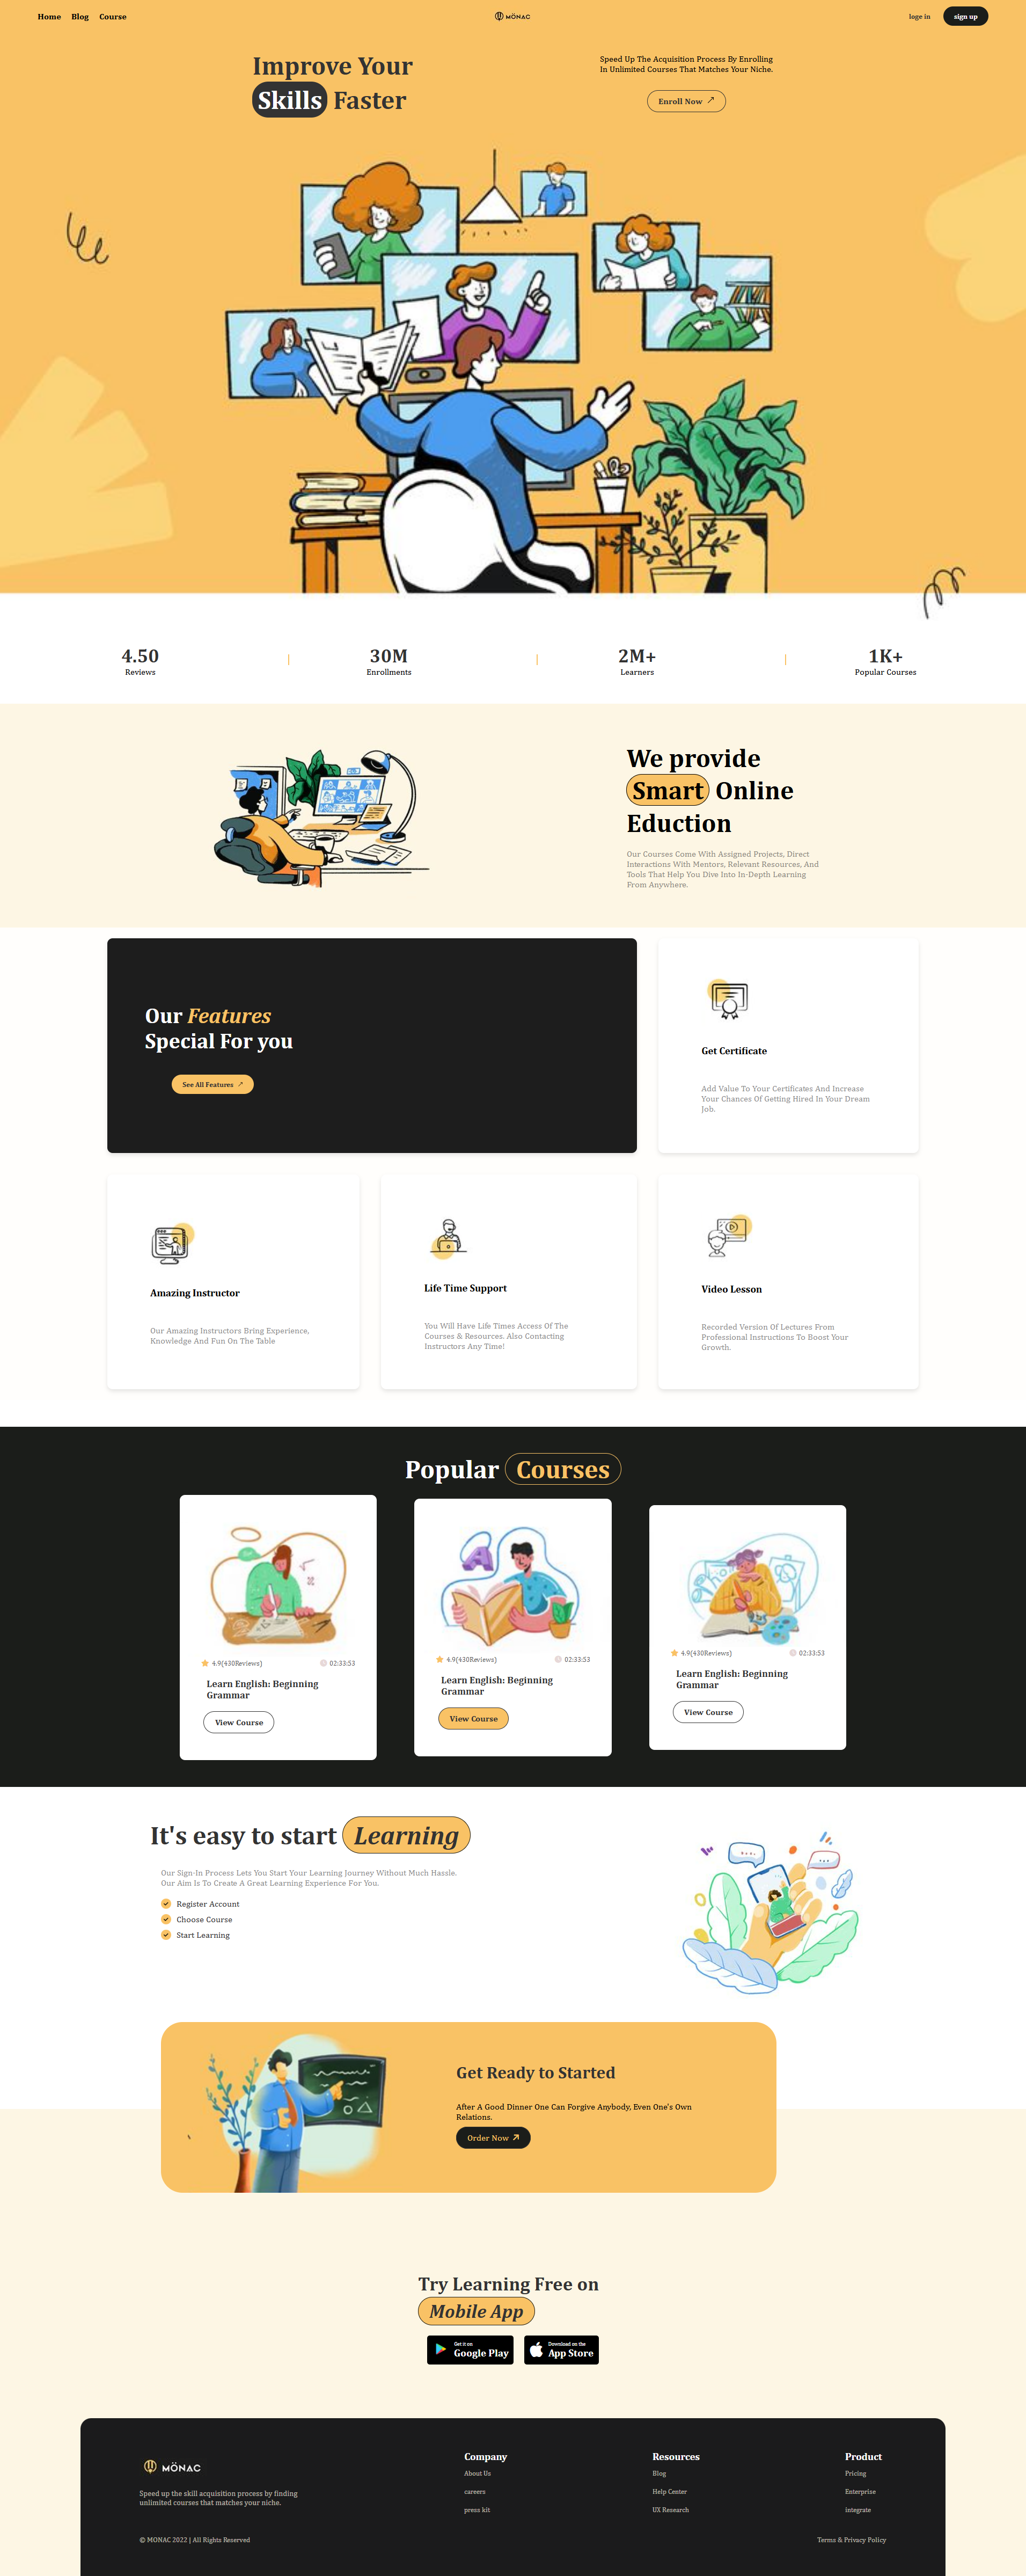 Home Blog Course
MÖNAC
loge in
sign up
Improve Your
Skills Faster
Speed Up The Acquisition Process By Enrolling
In Unlimited Courses That Matches Your Niche.
Enroll Now
4.50
Reviews
30M
Enrollments
2M+
Learners
1K+
Popular Courses
We provide
Smart Online
Eduction
Our Courses Come With Assigned Projects, Direct
Interactions With Mentors, Relevant Resources, And
Tools That Help You Dive Into In-Depth Learning
From Anywhere.
Our Features
Special For you
See All Features
Get Certificate
Add Value To Your Certificates And Increase
Your Chances Of Getting Hired In Your Dream
Job.
Amazing Instructor
Our Amazing Instructors Bring Experience,
Knowledge And Fun On The Table
Life Time Support
You Will Have Life Times Access Of The
Courses & Resources. Also Contacting
Instructors Any Time!
Video Lesson
Recorded Version Of Lectures From
Professional Instructions To Boost Your
Growth.
Popular Courses
A
4.9(430Reviews)
02:33:53
Learn English: Beginning
Grammar
View Course
4.9(430Reviews)
02:33:53
Learn English: Beginning
Grammar
View Course
4.9(430Reviews)
02:33:53
Learn English: Beginning
Grammar
View Course
It's easy to start Learning
Our Sign-In Process Lets You Start Your Learning Journey Without Much Hassle.
Our Aim Is To Create A Great Learning Experience For You.
Register Account
Choose Course
Start Learning
Get Ready to Started
After A Good Dinner One Can Forgive Anybody, Even One's Own
Relations.
Order Now
Try Learning Free on
Mobile App
Get it on
Google Play
Download on the
App Store
MÖNAC
Speed up the skill acquisition process by finding
unlimited courses that matches your niche.
Company
About Us
careers
press kit
Resources
Blog
Help Center
UX Research
Product
Pricing
Enterprise
integrate
© MONAC 2022 | All Rights Reserved
Terms & Privacy Policy